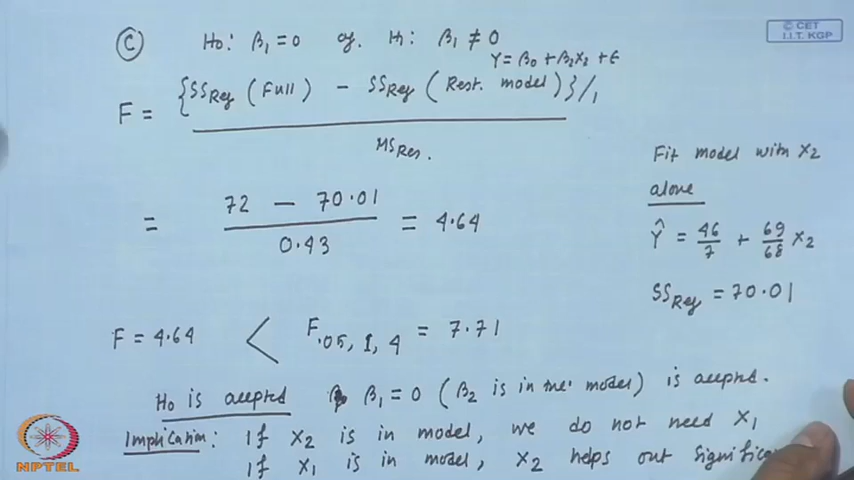 © CET
I.I.T. KGP
(C) H0: β1 = 0 ag. H1: β1 ≠ 0
Y = β0 + β2X2 + ϵ
F = {SSReg (Full) - SSReg (Rest. model)}/1
MSRes.
Fit model with X2
alone
= 72 - 70.01 / 0.43 = 4.64
Ŷ = 46/7 + 69/68 X2
SSReg = 70.01
F = 4.64 < F.05, 1, 4 = 7.71
H0 is accepted β1 = 0 (β2 is in the model) is accepted.
Implication: If X2 is in model, we do not need X1
If X1 is in model, X2 helps out
NPTEL